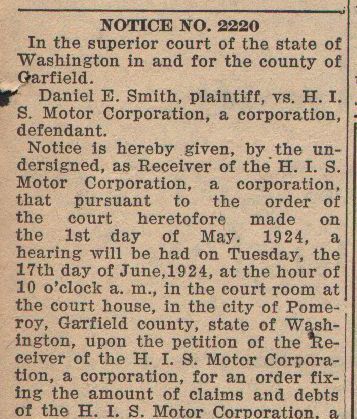 NOTICE NO. 2220
In the superior court of the state of
Washington in and for the county of
Garfield.
Daniel E. Smith, plaintiff, vs. H. I.
S. Motor Corporation, a corporation,
defendant.
Notice is hereby given, by the un-
dersigned, as Receiver of the H. I. S.
Motor Corporation, a corporation,
that pursuant to the order of
the court heretofore made on
the 1st day of May. 1924, a
hearing will be had on Tuesday, the
17th day of June,1924, at the hour of
10 o'clock a. m., in the court room at
the court house, in the city of Pome-
roy, Garfield county, state of Wash-
ington, upon the petition of the Re-
ceiver of the H. I. S. Motor Corpora-
tion, a corporation, for an order fix-
ing the amount of claims and debts
of the H. I. S. Motor Corporation, a